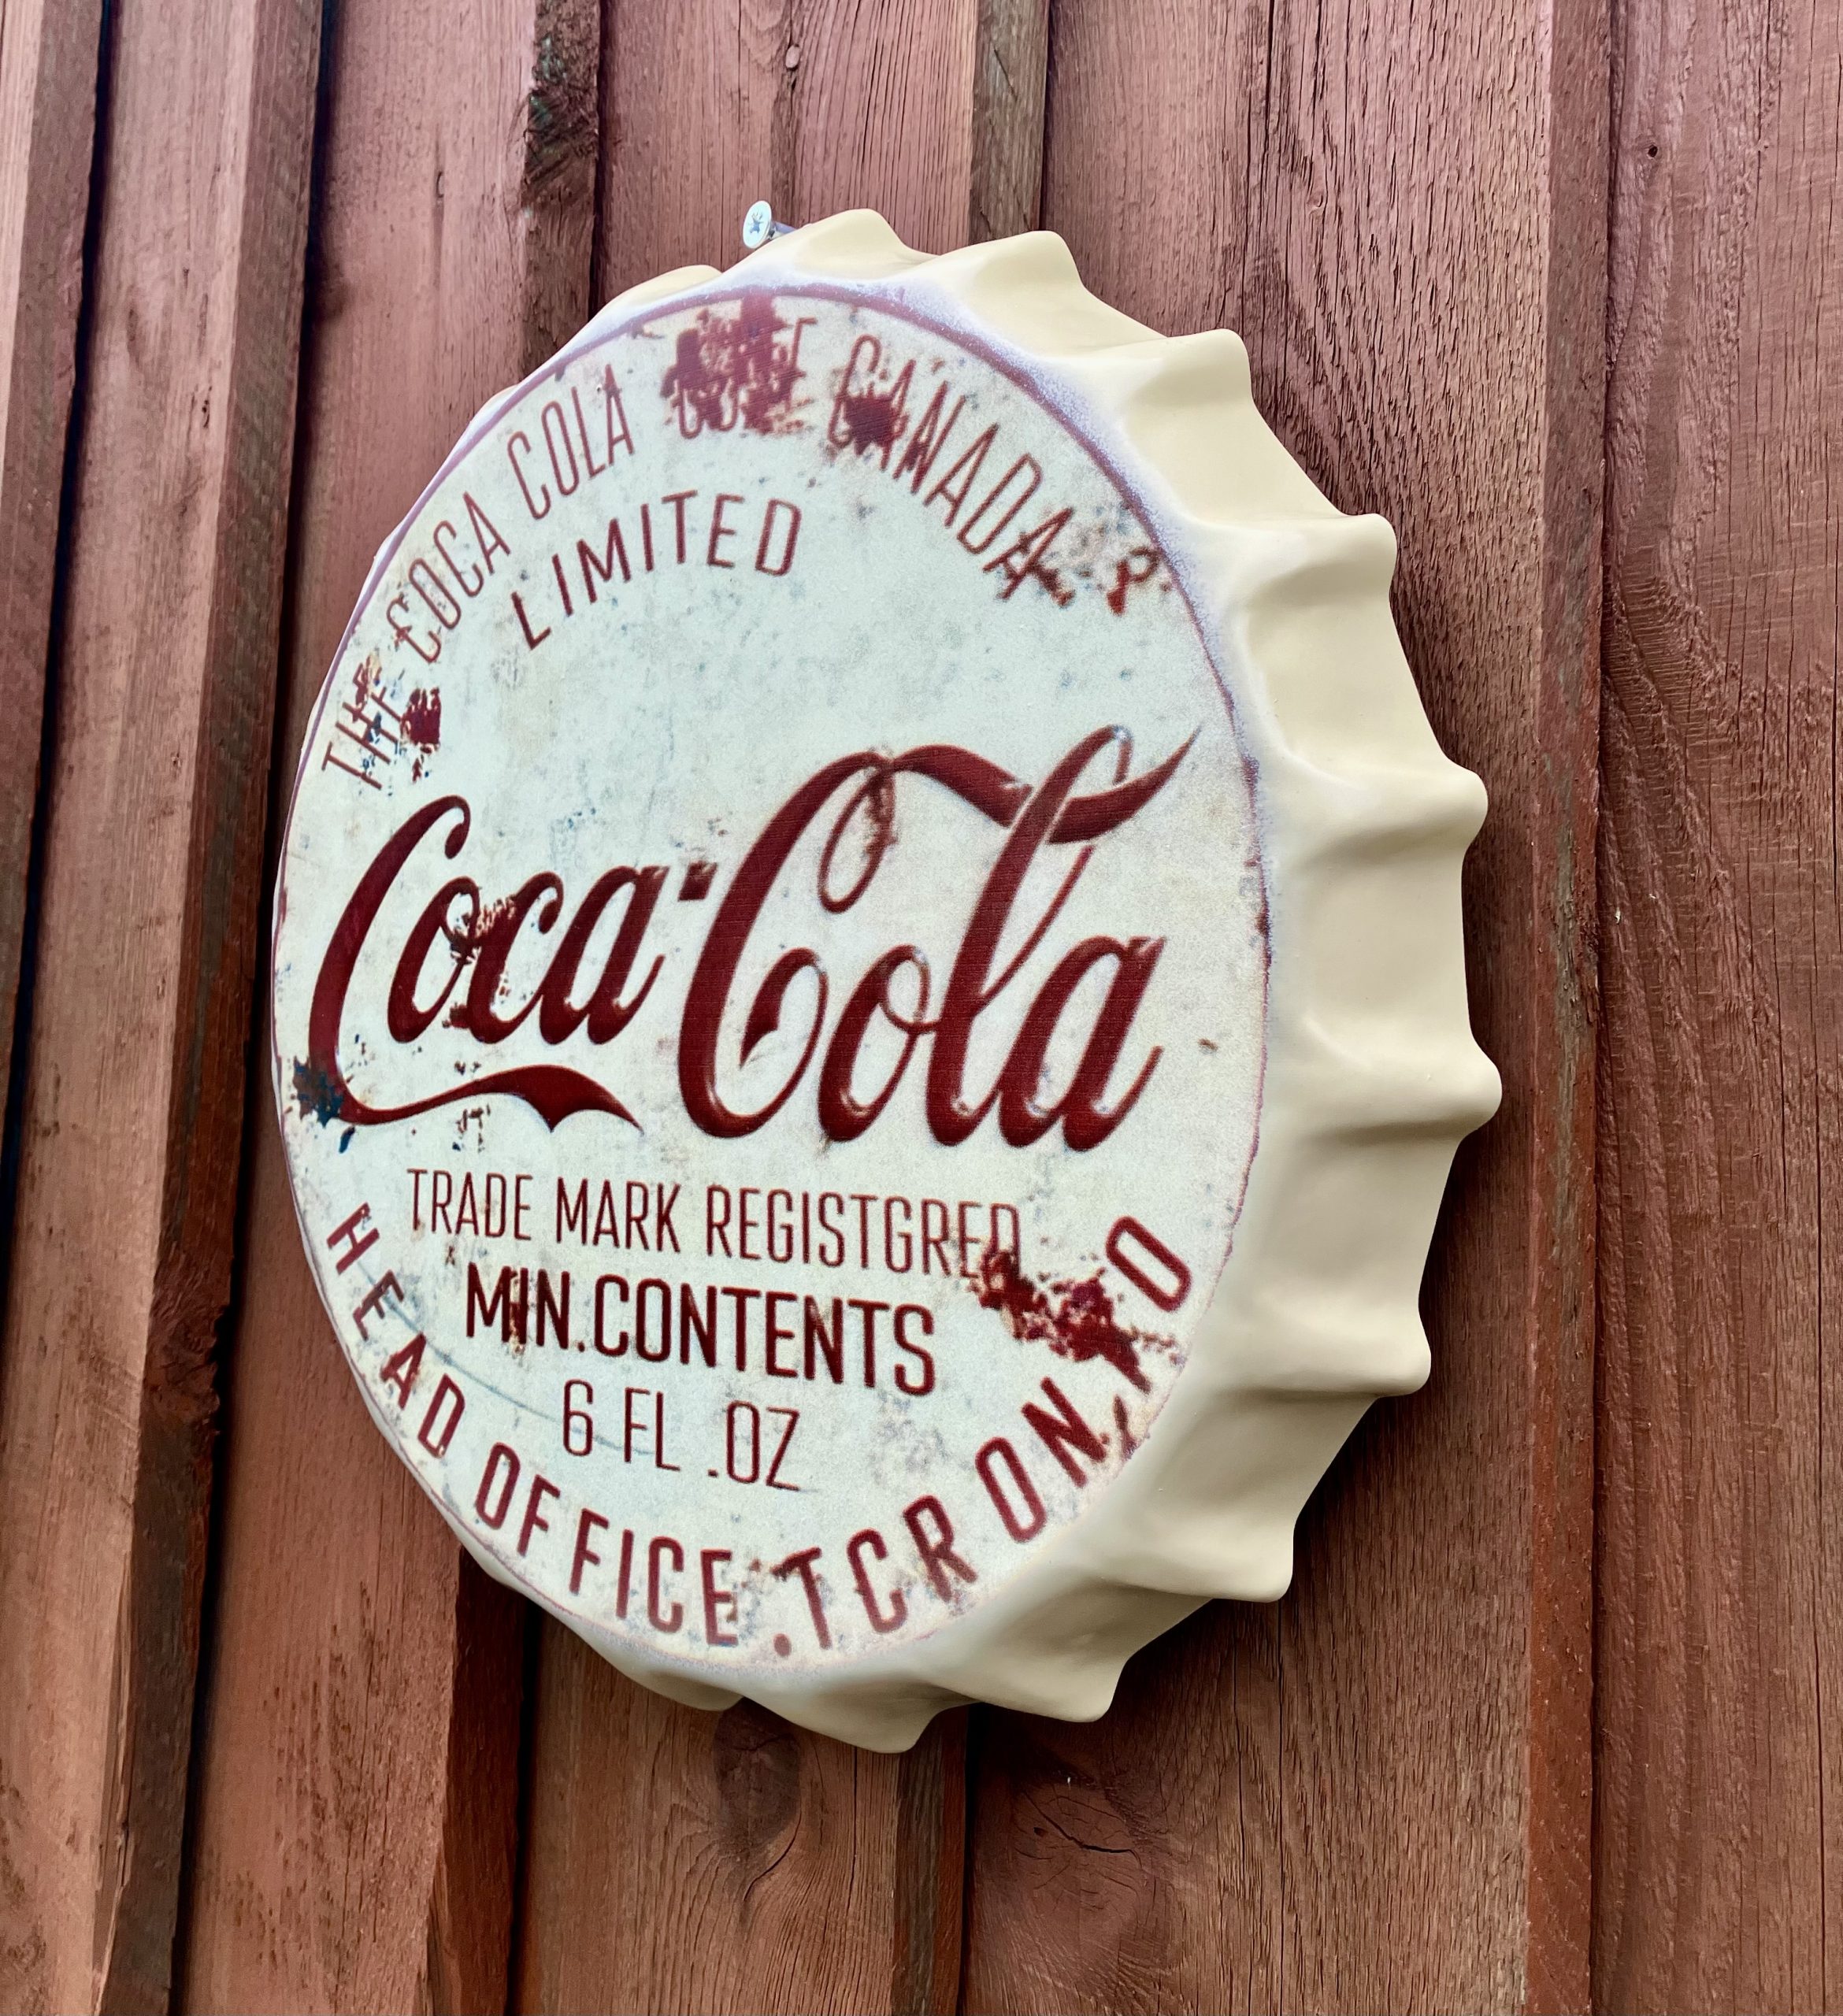 THE COCA COLA CANADA
LIMITED
Coca-Cola
TRADE MARK REGISTGRED
MIN.CONTENTS
6 FL .OZ
HEAD OFFICE .TCRON,O